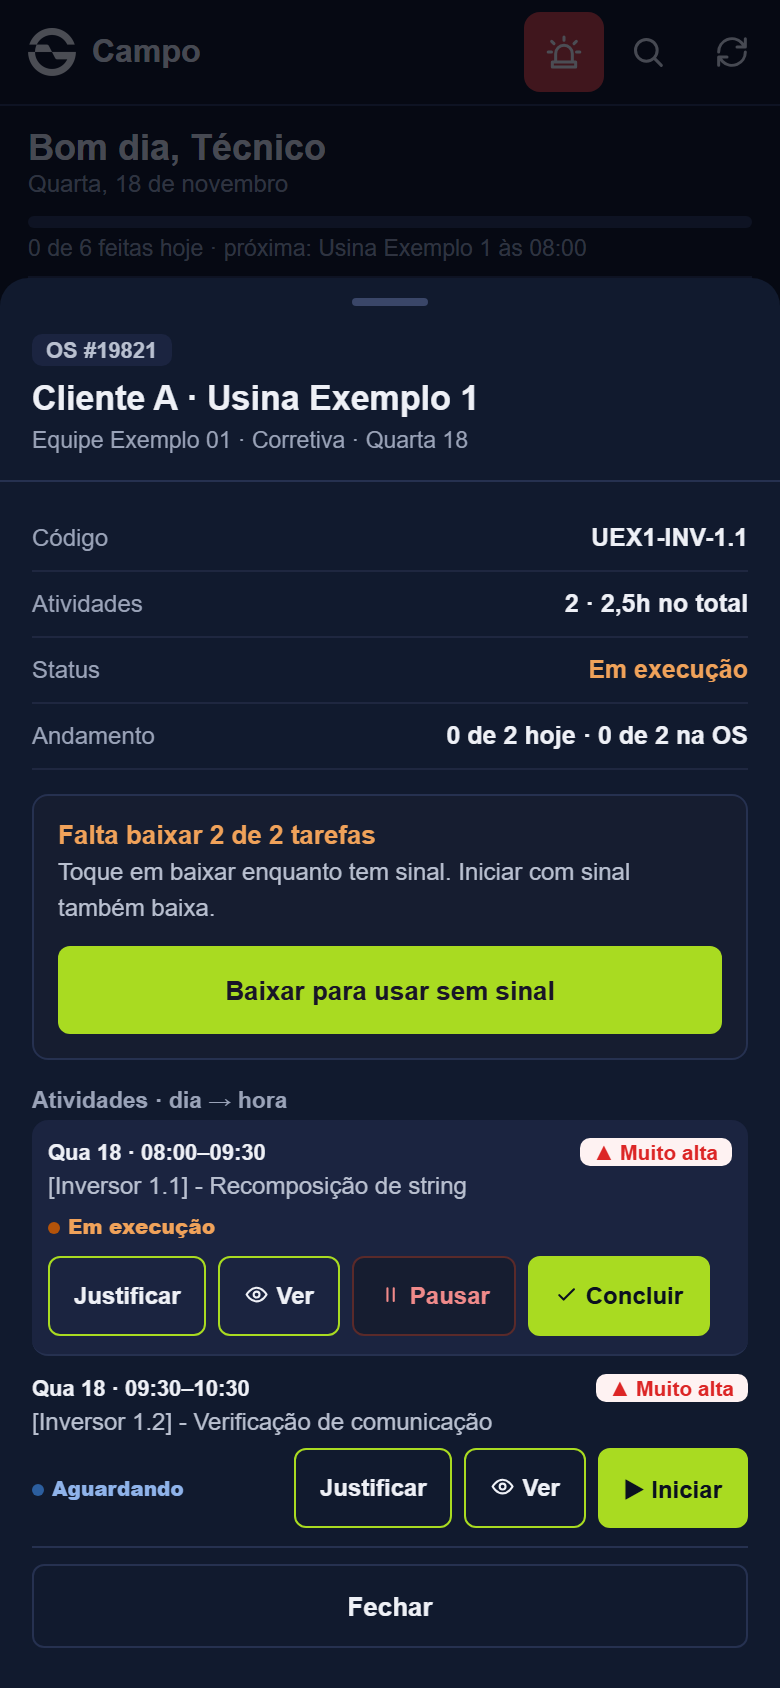 Campo
Bom dia, Técnico
Quarta, 18 de novembro
0 de 6 feitas hoje · próxima: Usina Exemplo 1 às 08:00
OS #19821
Cliente A · Usina Exemplo 1
Equipe Exemplo 01 · Corretiva · Quarta 18
Código UEX1-INV-1.1
Atividades 2 · 2,5h no total
Status Em execução
Andamento 0 de 2 hoje · 0 de 2 na OS
Falta baixar 2 de 2 tarefas
Toque em baixar enquanto tem sinal. Iniciar com sinal
também baixa.
Baixar para usar sem sinal
Atividades · dia → hora
Qua 18 · 08:00–09:30 ▲ Muito alta
[Inversor 1.1] - Recomposição de string
Em execução
Justificar Ver Pausar Concluir
Qua 18 · 09:30–10:30 ▲ Muito alta
[Inversor 1.2] - Verificação de comunicação
Aguardando Justificar Ver ▶ Iniciar
Fechar